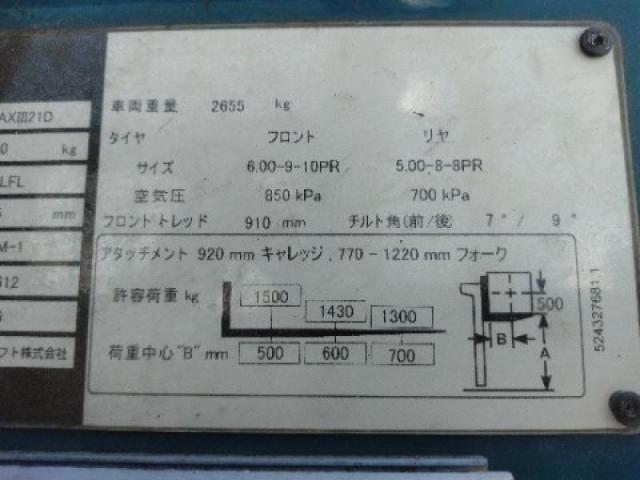 AXIII21D
0 kg
LFL
mm
M-1
612
フト株式会社
車両重量 2655 kg
タイヤ フロント リヤ
サイズ 6.00-9-10PR 5.00-8-8PR
空気圧 850 kPa 700 kPa
フロントトレッド 910 mm チルト角(前/後) 7°/ 9°
アタッチメント 920 mm キャレッジ , 770 - 1220 mm フォーク
許容荷重 kg 1500 1430 1300
荷重中心"B" mm 500 600 700
500
B A
5243276811